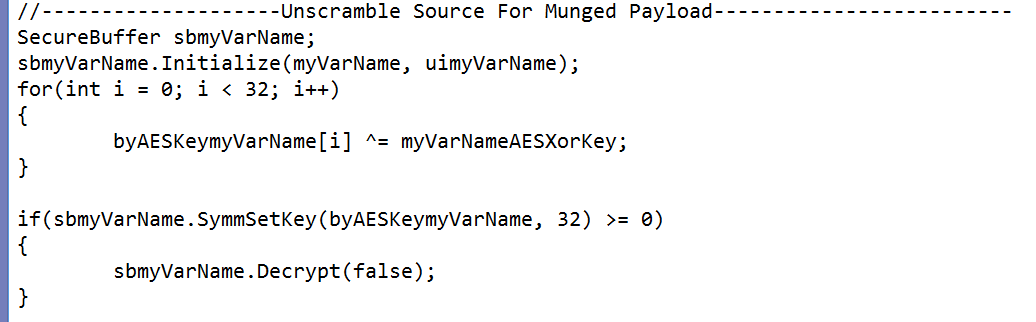 //--------------------Unscramble Source For Munged Payload-------------------------
SecureBuffer sbmyVarName;
sbmyVarName.Initialize(myVarName, uimyVarName);
for(int i = 0; i < 32; i++)
{
        byAESKeymyVarName[i] ^= myVarNameAESXorKey;
}

if(sbmyVarName.SymmSetKey(byAESKeymyVarName, 32) >= 0)
{
        sbmyVarName.Decrypt(false);
}